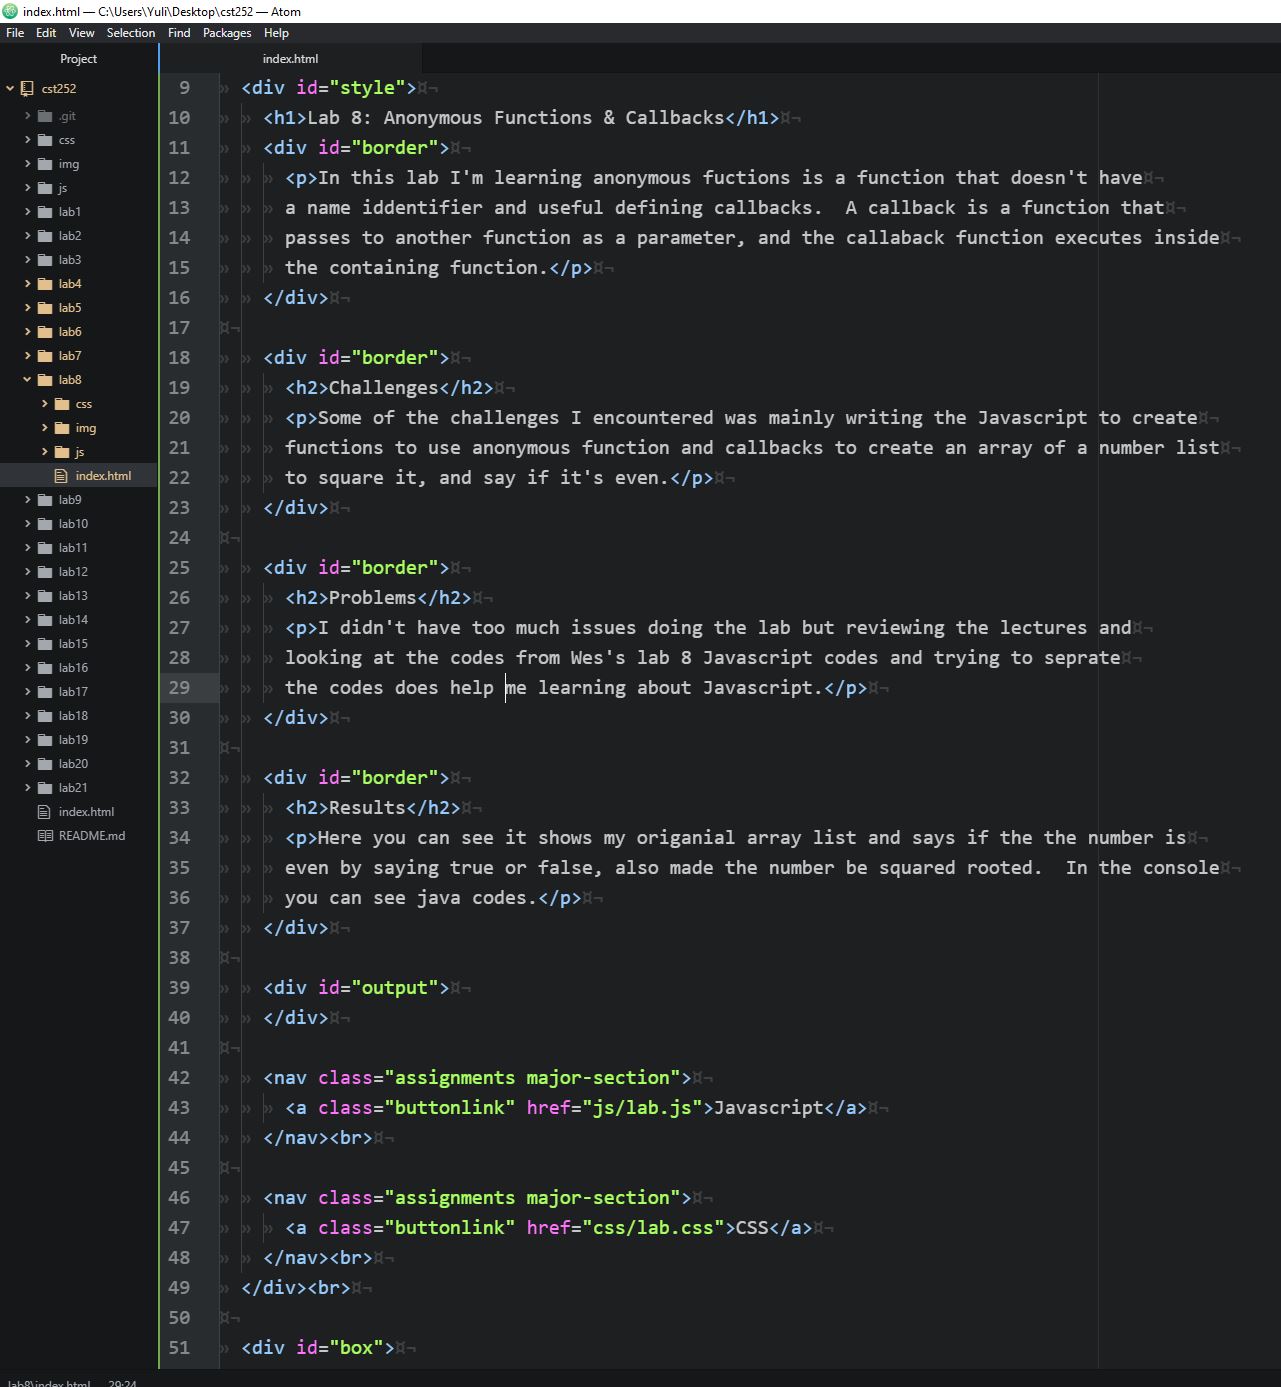 index.html — C:\Users\Yuli\Desktop\cst252 — Atom
File Edit View Selection Find Packages Help
Project
index.html
cst252
.git
css
img
js
lab1
lab2
lab3
lab4
lab5
lab6
lab7
lab8
css
img
js
index.html
lab9
lab10
lab11
lab12
lab13
lab14
lab15
lab16
lab17
lab18
lab19
lab20
lab21
index.html
README.md
9 <div id="style">
10 <h1>Lab 8: Anonymous Functions & Callbacks</h1>
11 <div id="border">
12 <p>In this lab I'm learning anonymous fuctions is a function that doesn't have
13 a name iddentifier and useful defining callbacks.  A callback is a function that
14 passes to another function as a parameter, and the callaback function executes inside
15 the containing function.</p>
16 </div>
17
18 <div id="border">
19 <h2>Challenges</h2>
20 <p>Some of the challenges I encountered was mainly writing the Javascript to create
21 functions to use anonymous function and callbacks to create an array of a number list
22 to square it, and say if it's even.</p>
23 </div>
24
25 <div id="border">
26 <h2>Problems</h2>
27 <p>I didn't have too much issues doing the lab but reviewing the lectures and
28 looking at the codes from Wes's lab 8 Javascript codes and trying to seprate
29 the codes does help me learning about Javascript.</p>
30 </div>
31
32 <div id="border">
33 <h2>Results</h2>
34 <p>Here you can see it shows my origanial array list and says if the the number is
35 even by saying true or false, also made the number be squared rooted.  In the console
36 you can see java codes.</p>
37 </div>
38
39 <div id="output">
40 </div>
41
42 <nav class="assignments major-section">
43 <a class="buttonlink" href="js/lab.js">Javascript</a>
44 </nav><br>
45
46 <nav class="assignments major-section">
47 <a class="buttonlink" href="css/lab.css">CSS</a>
48 </nav><br>
49 </div><br>
50
51 <div id="box">
lab8\index.html 29:24